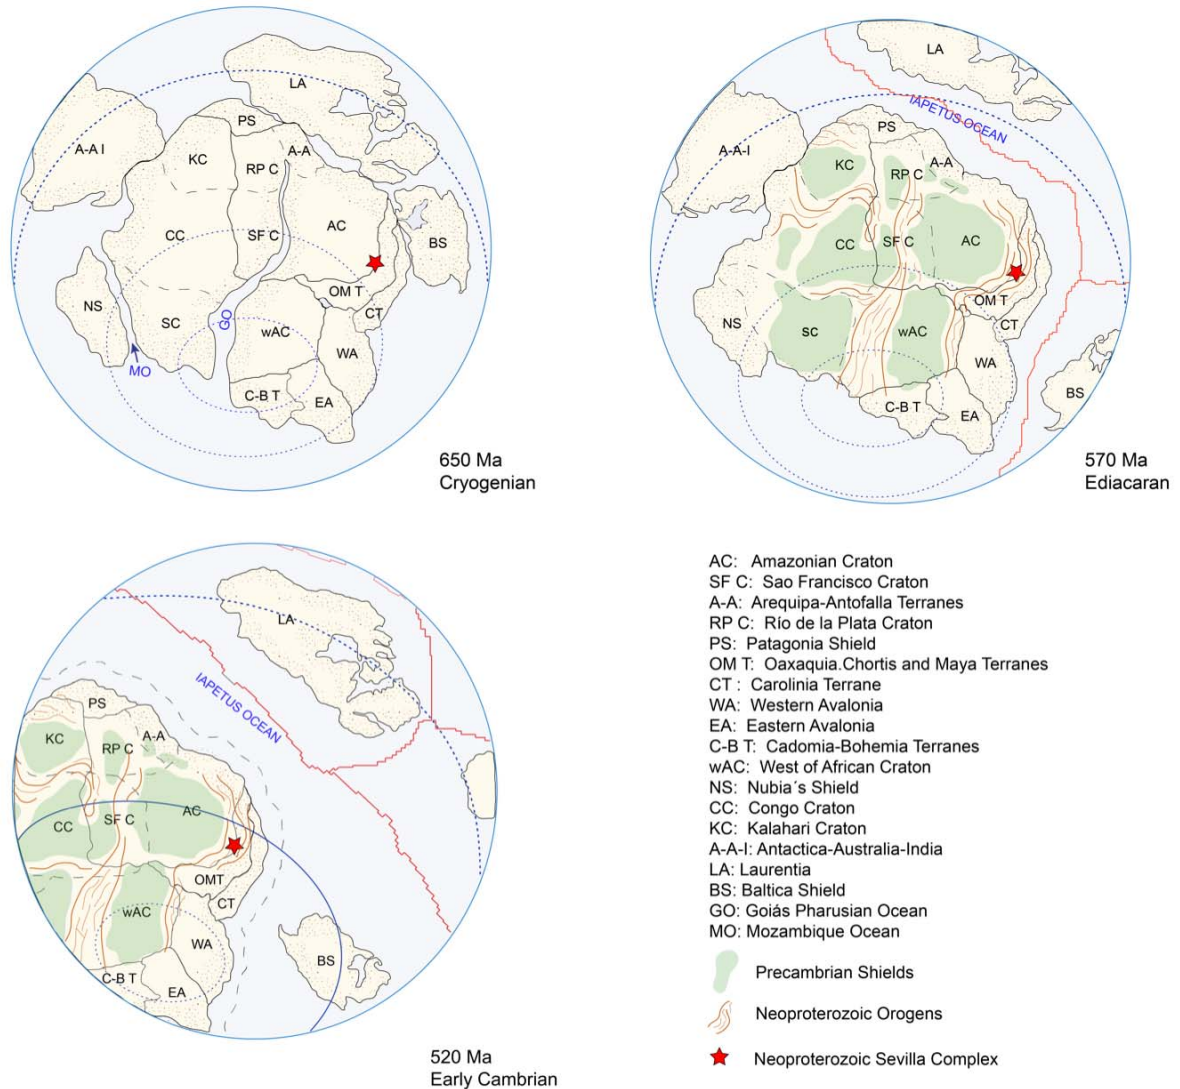 LA
PS
A-A I
KC
RP C
A-A
CC
SF C
AC
BS
NS
OM T
CT
SC
GO
wAC
WA
MO
C-B T
EA
650 Ma
Cryogenian
LA
IAPETUS OCEAN
PS
A-A-I
KC
RP C
A-A
CC
SF C
AC
OM T
NS
CT
SC
wAC
WA
BS
C-B T
EA
570 Ma
Ediacaran
LA
IAPETUS OCEAN
PS
KC
RP C
A-A
CC
SF C
AC
OMT
CT
wAC
WA
BS
C-B T
EA
520 Ma
Early Cambrian
AC: Amazonian Craton
SF C: Sao Francisco Craton
A-A: Arequipa-Antofalla Terranes
RP C: Río de la Plata Craton
PS: Patagonia Shield
OM T: Oaxaquia.Chortis and Maya Terranes
CT : Carolinia Terrane
WA: Western Avalonia
EA: Eastern Avalonia
C-B T: Cadomia-Bohemia Terranes
wAC: West of African Craton
NS: Nubia´s Shield
CC: Congo Craton
KC: Kalahari Craton
A-A-I: Antactica-Australia-India
LA: Laurentia
BS: Baltica Shield
GO: Goiás Pharusian Ocean
MO: Mozambique Ocean
Precambrian Shields
Neoproterozoic Orogens
Neoproterozoic Sevilla Complex